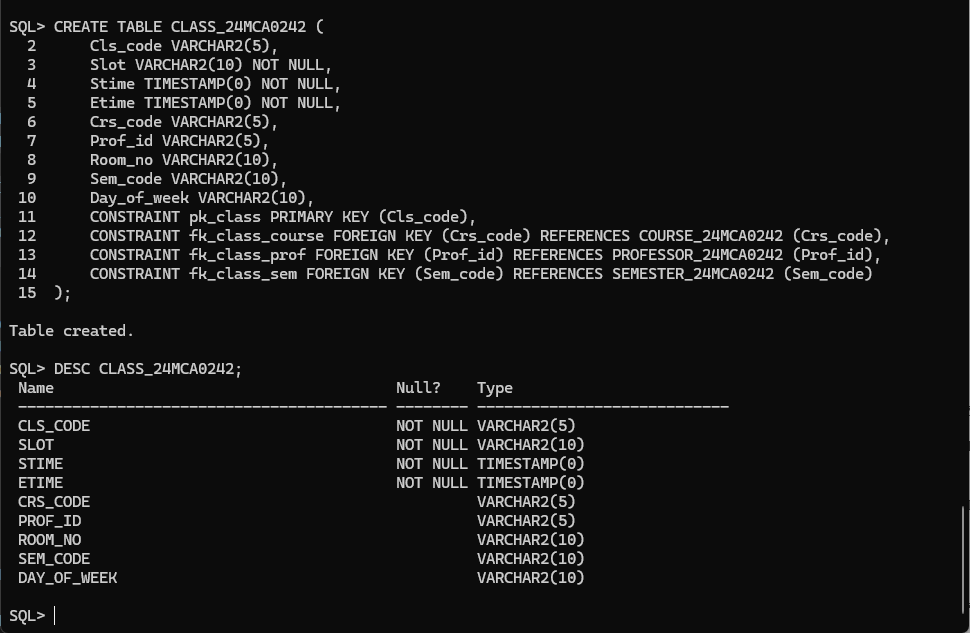 SQL> CREATE TABLE CLASS_24MCA0242 (
  2      Cls_code VARCHAR2(5),
  3      Slot VARCHAR2(10) NOT NULL,
  4      Stime TIMESTAMP(0) NOT NULL,
  5      Etime TIMESTAMP(0) NOT NULL,
  6      Crs_code VARCHAR2(5),
  7      Prof_id VARCHAR2(5),
  8      Room_no VARCHAR2(10),
  9      Sem_code VARCHAR2(10),
 10      Day_of_week VARCHAR2(10),
 11      CONSTRAINT pk_class PRIMARY KEY (Cls_code),
 12      CONSTRAINT fk_class_course FOREIGN KEY (Crs_code) REFERENCES COURSE_24MCA0242 (Crs_code),
 13      CONSTRAINT fk_class_prof FOREIGN KEY (Prof_id) REFERENCES PROFESSOR_24MCA0242 (Prof_id),
 14      CONSTRAINT fk_class_sem FOREIGN KEY (Sem_code) REFERENCES SEMESTER_24MCA0242 (Sem_code)
 15  );
Table created.
SQL> DESC CLASS_24MCA0242;
 Name                                      Null?    Type
 ----------------------------------------- -------- ----------------------------
 CLS_CODE                                  NOT NULL VARCHAR2(5)
 SLOT                                      NOT NULL VARCHAR2(10)
 STIME                                     NOT NULL TIMESTAMP(0)
 ETIME                                     NOT NULL TIMESTAMP(0)
 CRS_CODE                                           VARCHAR2(5)
 PROF_ID                                            VARCHAR2(5)
 ROOM_NO                                            VARCHAR2(10)
 SEM_CODE                                           VARCHAR2(10)
 DAY_OF_WEEK                                        VARCHAR2(10)
SQL>